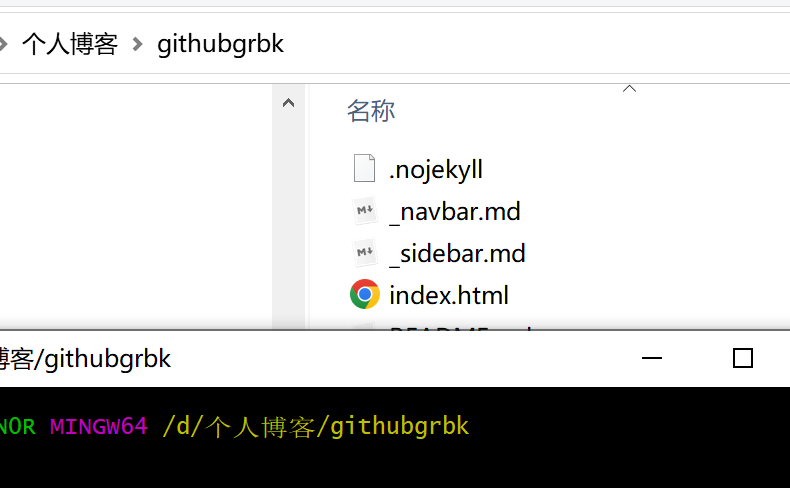 个人博客 > githubgrbk
名称
.nojekyll
_navbar.md
_sidebar.md
index.html
博客/githubgrbk
NOR MINGW64 /d/个人博客/githubgrbk